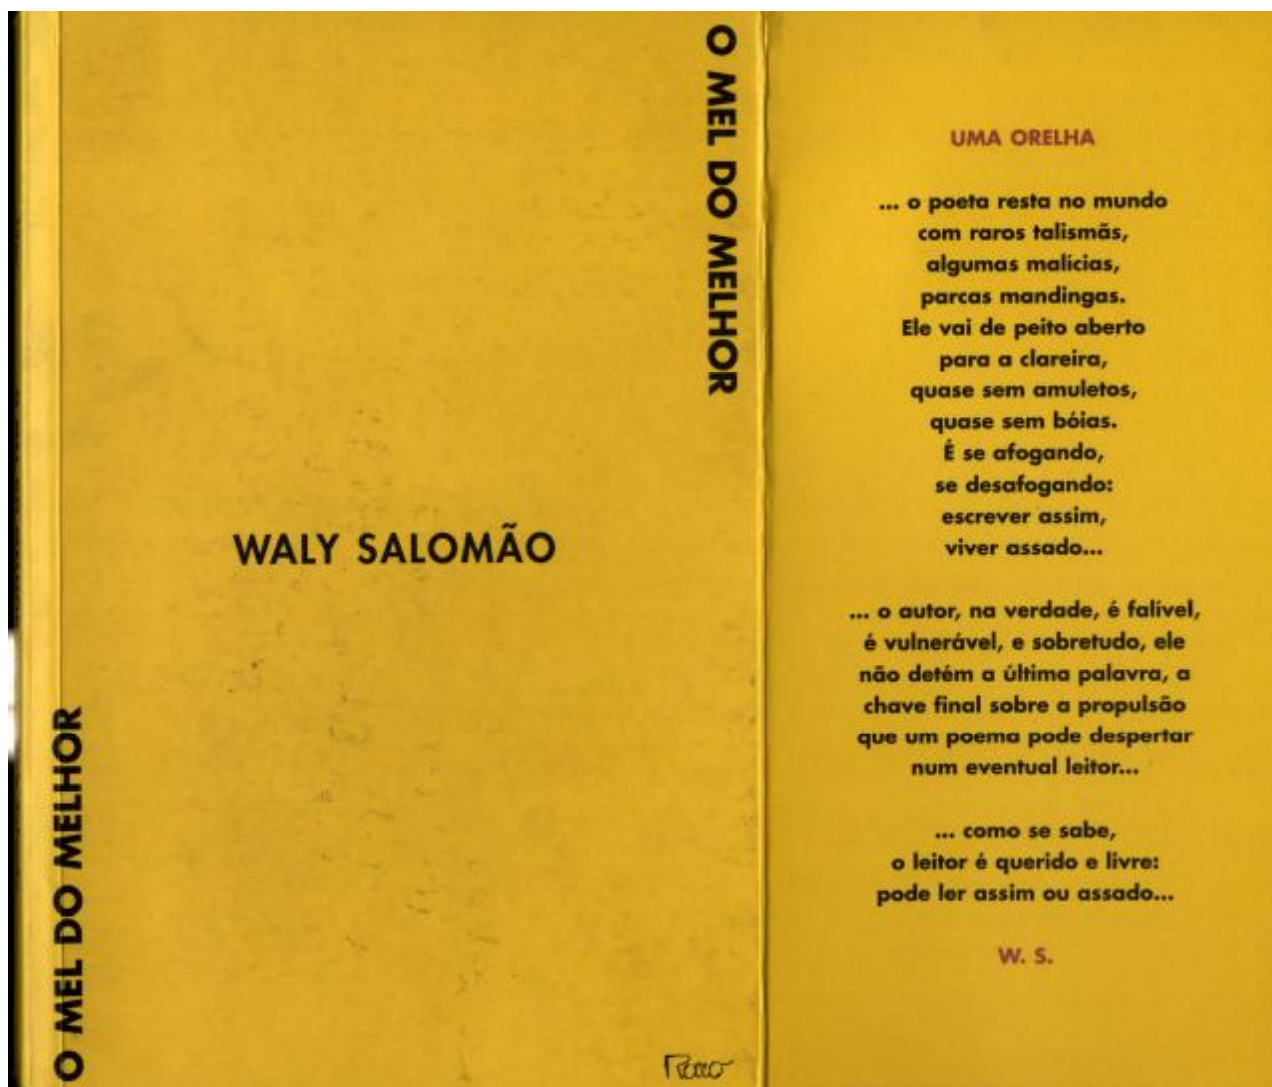 O MEL DO MELHOR
WALY SALOMÃO
O MEL DO MELHOR
Rocco
UMA ORELHA
... o poeta resta no mundo
com raros talismãs,
algumas malícias,
parcas mandingas.
Ele vai de peito aberto
para a clareira,
quase sem amuletos,
quase sem bóias.
É se afogando,
se desafogando:
escrever assim,
viver assado...
... o autor, na verdade, é falível,
é vulnerável, e sobretudo, ele
não detém a última palavra, a
chave final sobre a propulsão
que um poema pode despertar
num eventual leitor...
... como se sabe,
o leitor é querido e livre:
pode ler assim ou assado...
W. S.